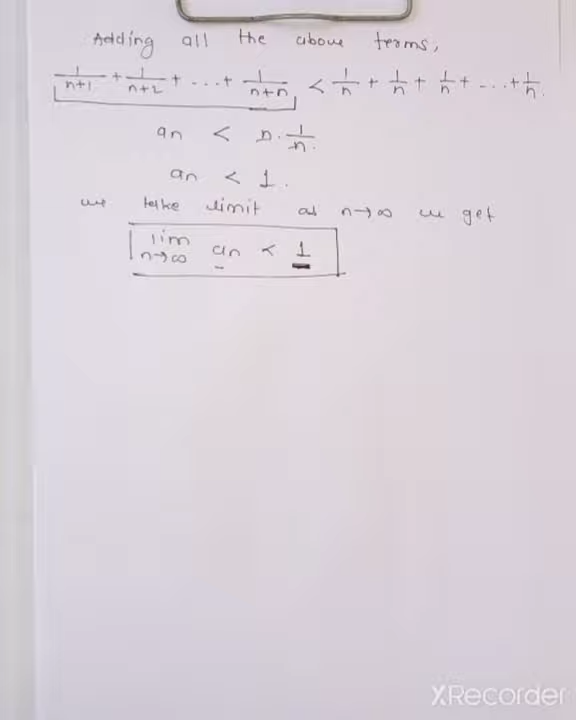 Adding all the above terms,
1/n+1 + 1/n+2 + ... + 1/n+n < 1/n + 1/n + 1/n + ... + 1/n.
an < n. 1/n.
an < 1.
we take limit as n→∞ we get
lim n→∞ an < 1
XRecorder